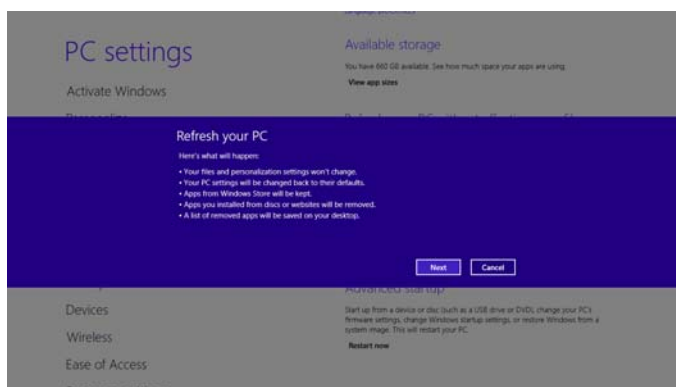 PC settings
Activate Windows
Available storage
You have 660 GB available. See how much space your apps are using.
View app sizes
Refresh your PC
Here's what will happen:
• Your files and personalization settings won't change.
• Your PC settings will be changed back to their defaults.
• Apps from Windows Store will be kept.
• Apps you installed from discs or websites will be removed.
• A list of removed apps will be saved on your desktop.
Next
Cancel
Devices
Wireless
Ease of Access
Advanced startup
Start up from a device or disc (such as a USB drive or DVD), change your PC's
firmware settings, change Windows startup settings, or restore Windows from a
system image. This will restart your PC.
Restart now